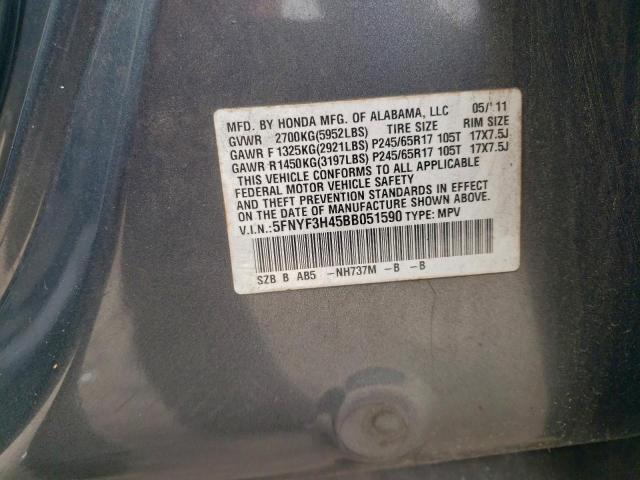 MFD. BY HONDA MFG. OF ALABAMA, LLC 05/'11
GVWR 2700KG(5952LBS) TIRE SIZE RIM SIZE
GAWR F 1325KG(2921LBS) P245/65R17 105T 17X7.5J
GAWR R 1450KG(3197LBS) P245/65R17 105T 17X7.5J
THIS VEHICLE CONFORMS TO ALL APPLICABLE
FEDERAL MOTOR VEHICLE SAFETY
AND THEFT PREVENTION STANDARDS IN EFFECT
ON THE DATE OF MANUFACTURE SHOWN ABOVE.
V.I.N.:5FNYF3H45BB051590 TYPE: MPV
SZB B AB5 -NH737M -B -B